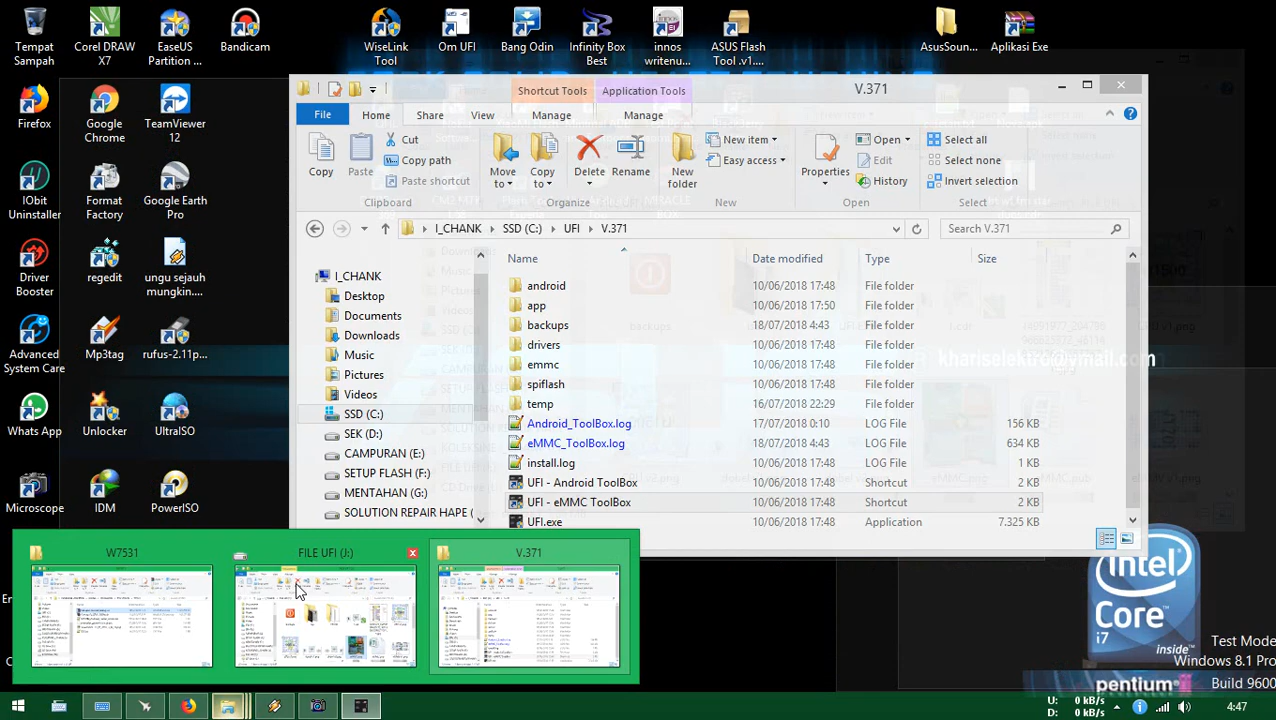 Tempat
Sampah
Corel DRAW
X7
EaseUS
Partition ...
Bandicam
WiseLink
Tool
Om UFI
Bang Odin
Infinity Box
Best
innos
writenu...
ASUS Flash
Tool .v1....
AsusSoun...
Aplikasi Exe
Firefox
Google
Chrome
TeamViewer
12
IObit
Uninstaller
Format
Factory
Google Earth
Pro
Driver
Booster
regedit
ungu sejauh
mungkin....
Advanced
System Care
Mp3tag
rufus-2.11p...
Whats App
Unlocker
UltraISO
Microscope
IDM
PowerISO
Shortcut Tools
Application Tools
V.371
File
Home
Share
View
Manage
Manage
Copy
Paste
Cut
Copy path
Paste shortcut
Clipboard
Move
to
Copy
to
Delete
Rename
Organize
New
folder
New item
Easy access
New
Properties
Open
Edit
History
Open
Select all
Select none
Invert selection
Select
I_CHANK
SSD (C:)
UFI
V.371
Search V.371
I_CHANK
Desktop
Documents
Downloads
Music
Pictures
Videos
SSD (C:)
SEK (D:)
CAMPURAN (E:)
SETUP FLASH (F:)
MENTAHAN (G:)
SOLUTION REPAIR HAPE (
Name Date modified Type Size
android 10/06/2018 17:48 File folder
app 10/06/2018 17:50 File folder
backups 18/07/2018 4:43 File folder
drivers 10/06/2018 17:48 File folder
emmc 10/06/2018 17:48 File folder
spiflash 10/06/2018 17:48 File folder
temp 16/07/2018 22:29 File folder
Android_ToolBox.log 17/07/2018 0:10 LOG File 156 KB
eMMC_ToolBox.log 18/07/2018 4:43 LOG File 634 KB
install.log 10/06/2018 17:48 LOG File 1 KB
UFI - Android ToolBox 10/06/2018 17:48 Shortcut 2 KB
UFI - eMMC ToolBox 10/06/2018 17:48 Shortcut 2 KB
UFI.exe 10/06/2018 17:48 Application 7.325 KB
khariselektro@ymail.com
W7531
FILE UFI (J:)
V.371
intel
CORE
i7
inside
pentium
Test Mode
Windows 8.1 Pro
Build 9600
U: 0 kB/s
D: 0 kB/s
4:47